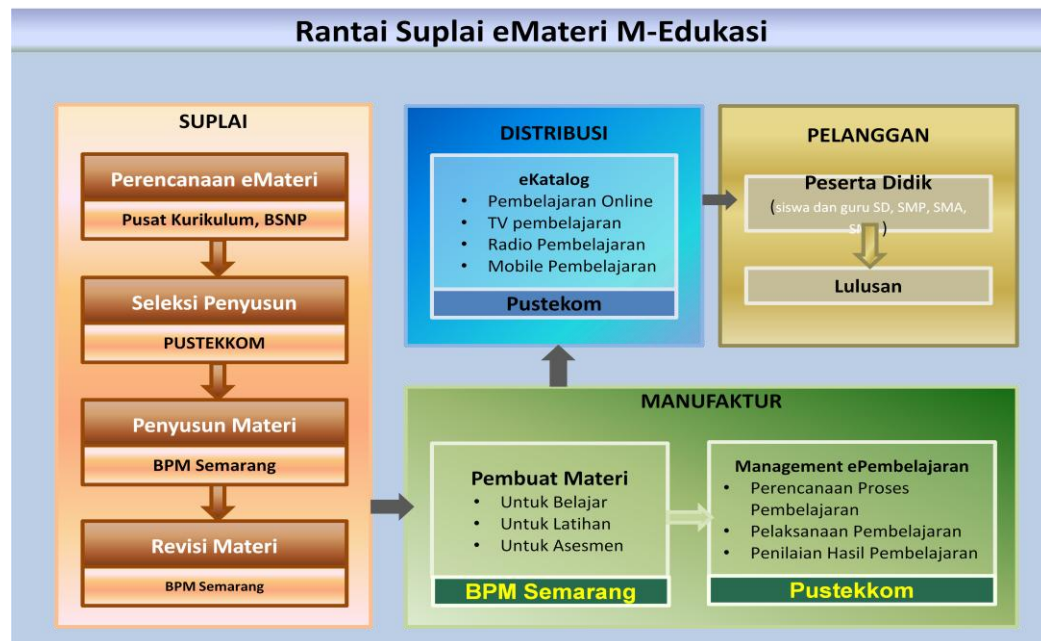 Rantai Suplai eMateri M-Edukasi
SUPLAI
Perencanaan eMateri
Pusat Kurikulum, BSNP
Seleksi Penyusun
PUSTEKKOM
Penyusun Materi
BPM Semarang
Revisi Materi
BPM Semarang
DISTRIBUSI
eKatalog
• Pembelajaran Online
• TV pembelajaran
• Radio Pembelajaran
• Mobile Pembelajaran
Pustekom
PELANGGAN
Peserta Didik
(siswa dan guru SD, SMP, SMA,
)
Lulusan
MANUFAKTUR
Pembuat Materi
• Untuk Belajar
• Untuk Latihan
• Untuk Asesmen
BPM Semarang
Management ePembelajaran
• Perencanaan Proses
Pembelajaran
• Pelaksanaan Pembelajaran
• Penilaian Hasil Pembelajaran
Pustekkom